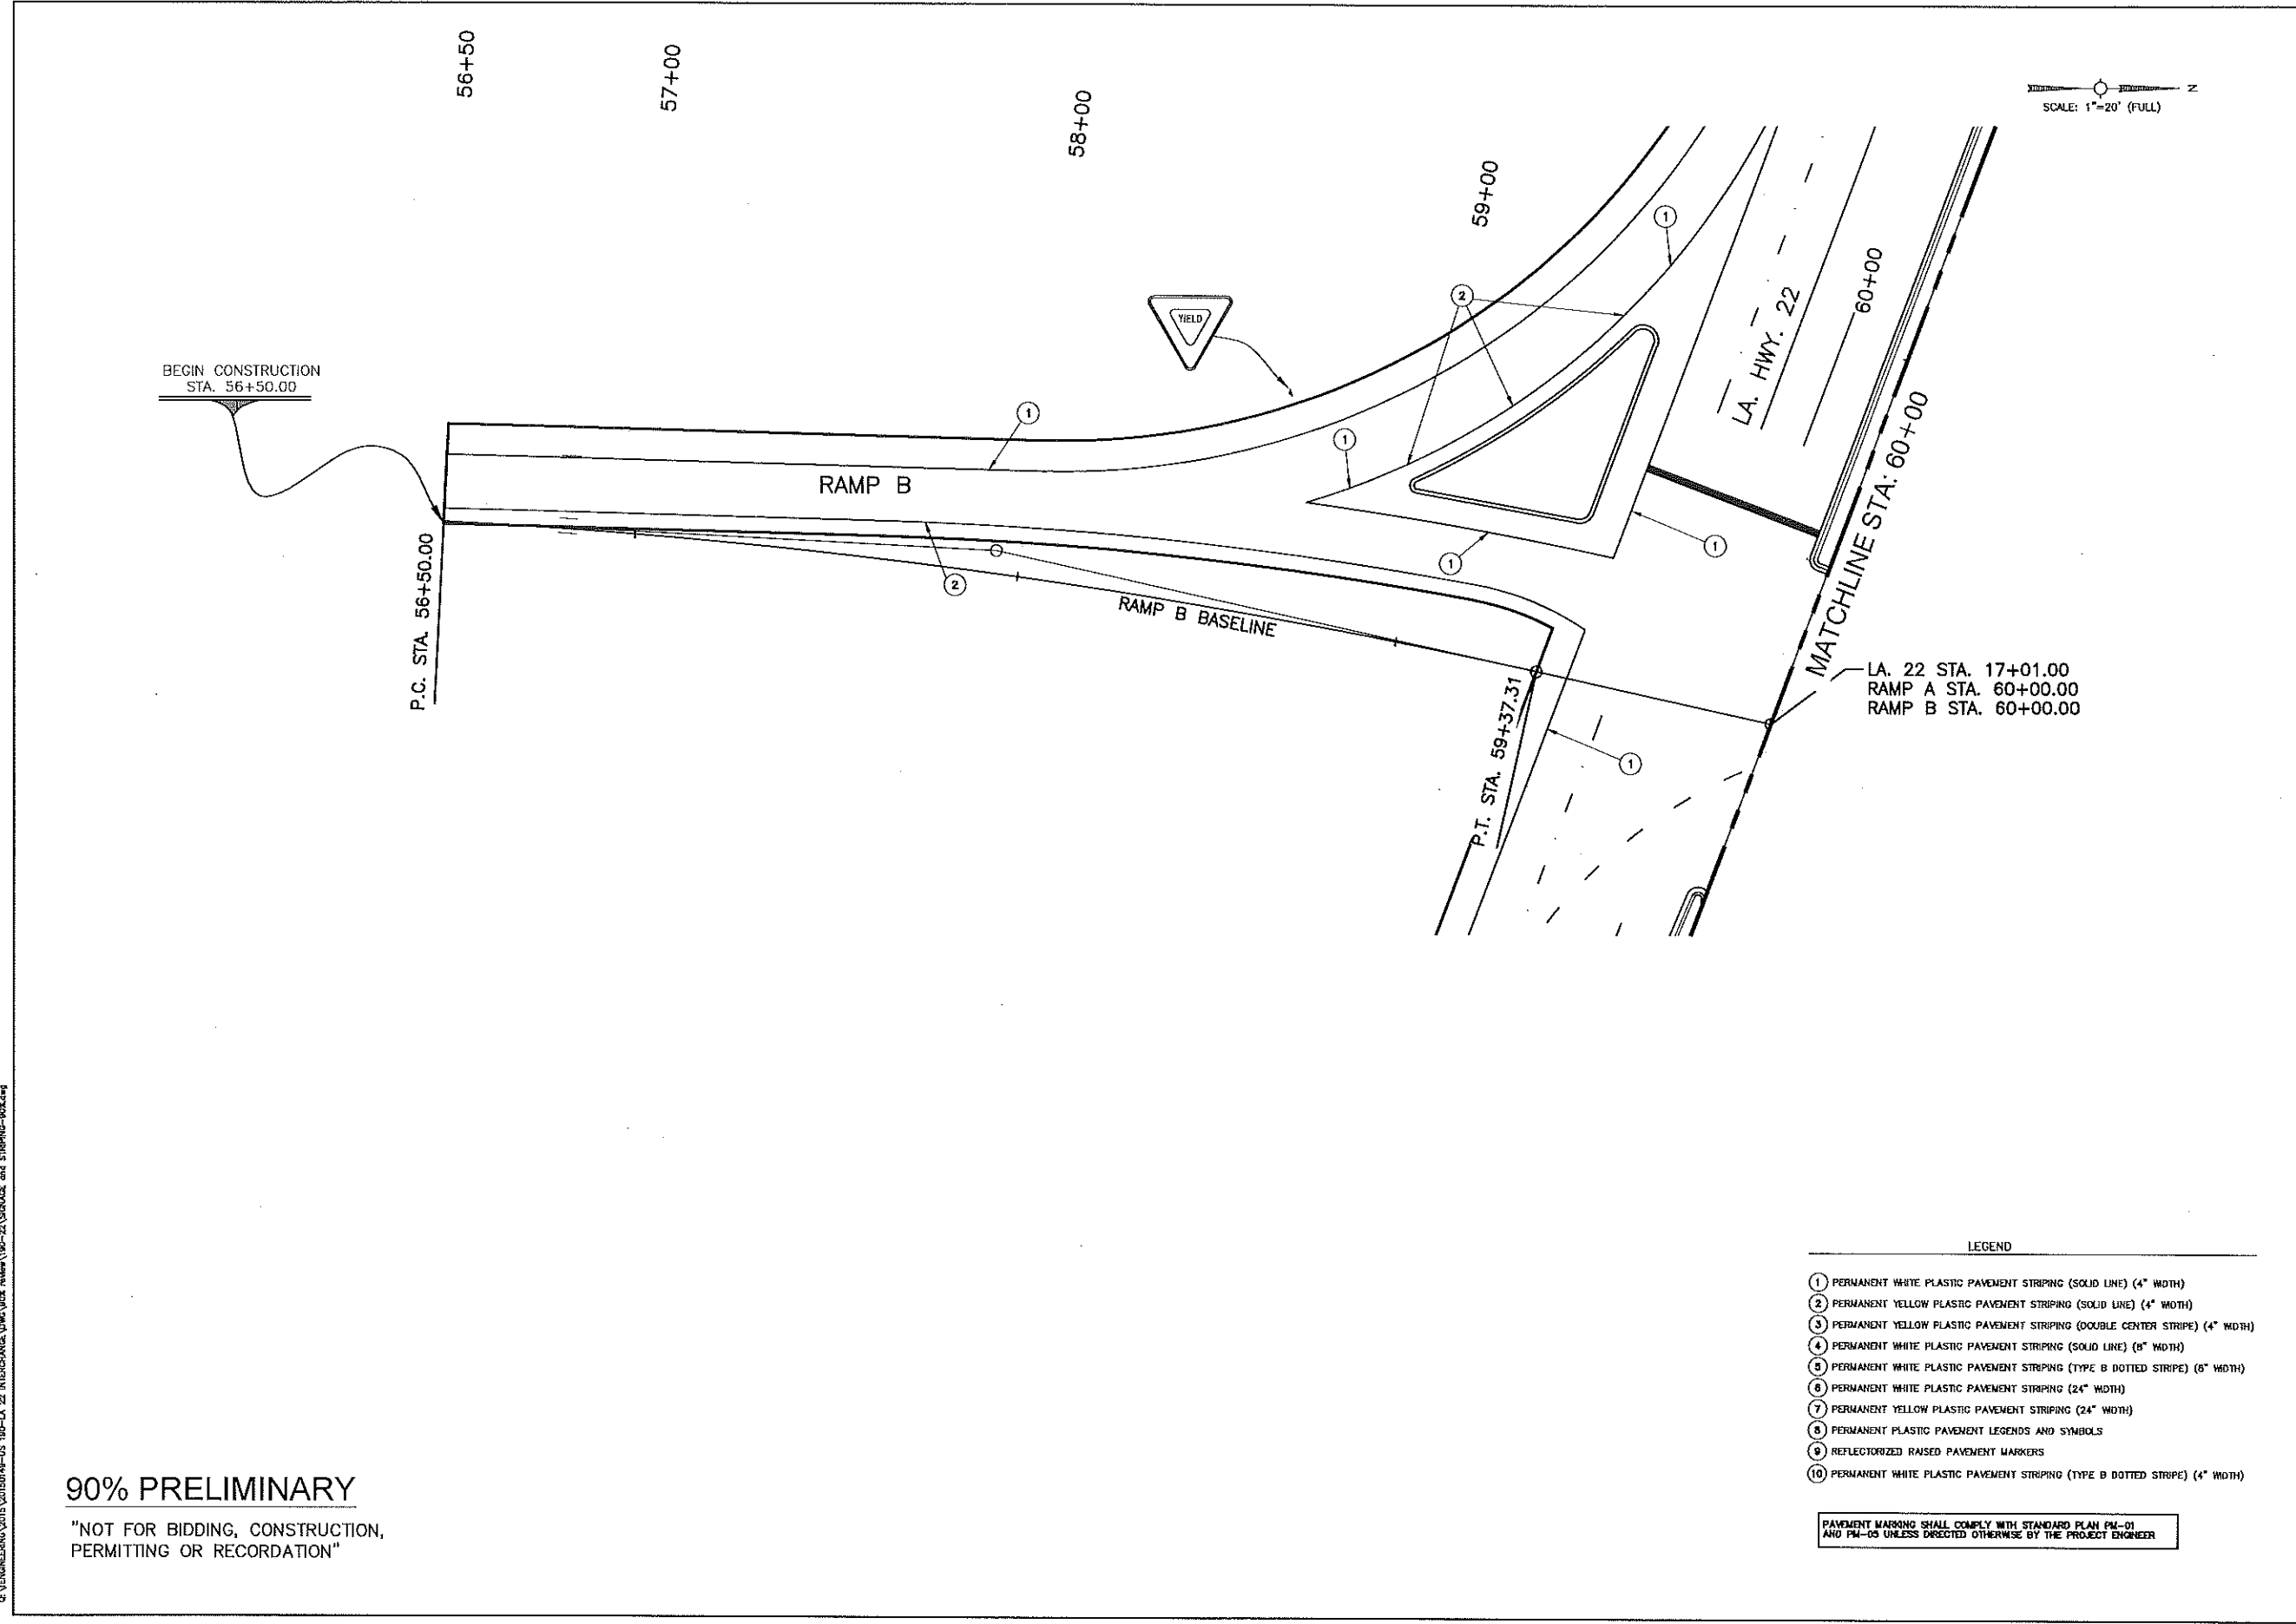 56+50
57+00
58+00
59+00
N
SCALE: 1"=20' (FULL)
YIELD
1
2
60+00
LA. HWY. 22
BEGIN CONSTRUCTION
STA. 56+50.00
1
1
RAMP B
MATCHLINE STA: 60+00
1
1
2
P.C. STA. 56+50.00
RAMP B BASELINE
LA. 22 STA. 17+01.00
RAMP A STA. 60+00.00
RAMP B STA. 60+00.00
P.T. STA. 59+37.31
1
LEGEND
1 PERMANENT WHITE PLASTIC PAVEMENT STRIPING (SOLID LINE) (4" WIDTH)
2 PERMANENT YELLOW PLASTIC PAVEMENT STRIPING (SOLID LINE) (4" WIDTH)
3 PERMANENT YELLOW PLASTIC PAVEMENT STRIPING (DOUBLE CENTER STRIPE) (4" WIDTH)
4 PERMANENT WHITE PLASTIC PAVEMENT STRIPING (SOLID LINE) (8" WIDTH)
5 PERMANENT WHITE PLASTIC PAVEMENT STRIPING (TYPE B DOTTED STRIPE) (8" WIDTH)
6 PERMANENT WHITE PLASTIC PAVEMENT STRIPING (24" WIDTH)
7 PERMANENT YELLOW PLASTIC PAVEMENT STRIPING (24" WIDTH)
8 PERMANENT PLASTIC PAVEMENT LEGENDS AND SYMBOLS
9 REFLECTORIZED RAISED PAVEMENT MARKERS
10 PERMANENT WHITE PLASTIC PAVEMENT STRIPING (TYPE B DOTTED STRIPE) (4" WIDTH)
PAVEMENT MARKING SHALL COMPLY WITH STANDARD PLAN PM-01
AND PM-05 UNLESS DIRECTED OTHERWISE BY THE PROJECT ENGINEER
90% PRELIMINARY
"NOT FOR BIDDING, CONSTRUCTION,
PERMITTING OR RECORDATION"